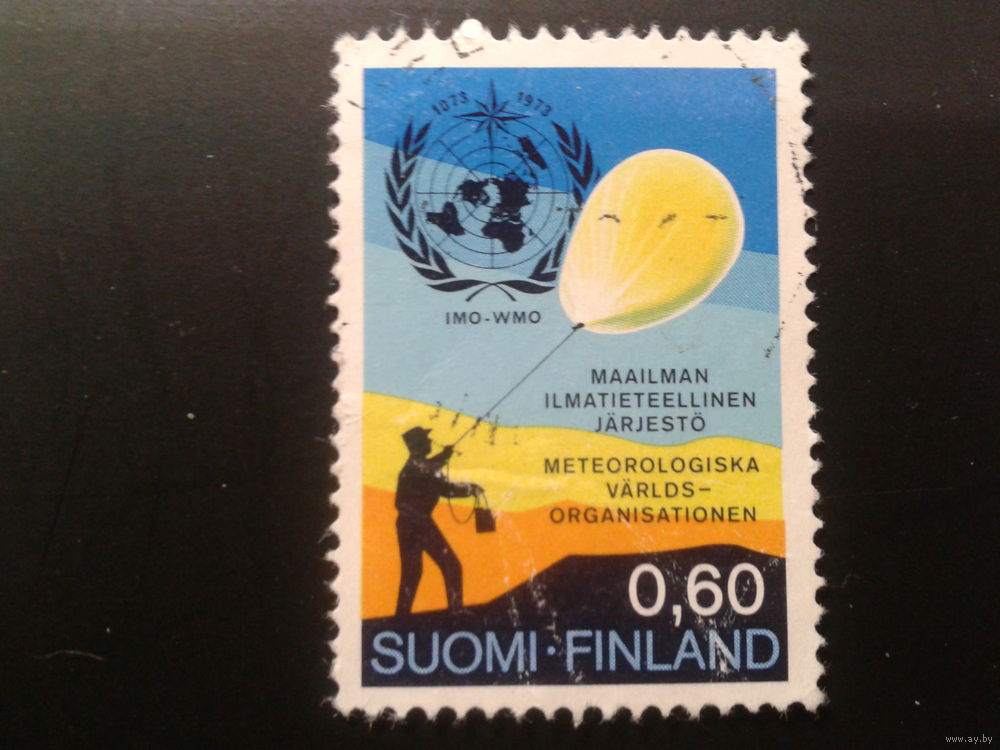 1873 1973
IMO-WMO
MAAILMAN
ILMATIETEELLINEN
JÄRJESTÖ
METEOROLOGISKA
VÄRLDS-
ORGANISATIONEN
0,60
SUOMI·FINLAND
www.ay.by